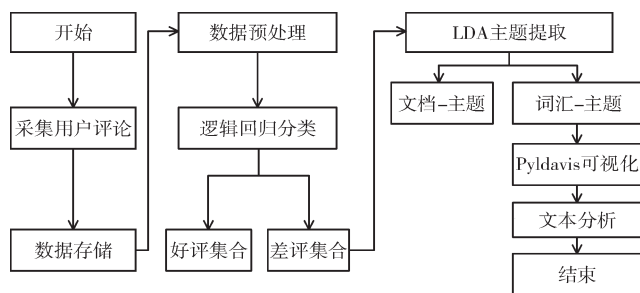 开始
采集用户评论
数据存储
数据预处理
逻辑回归分类
好评集合
差评集合
LDA主题提取
文档-主题
词汇-主题
Pyldavis可视化
文本分析
结束